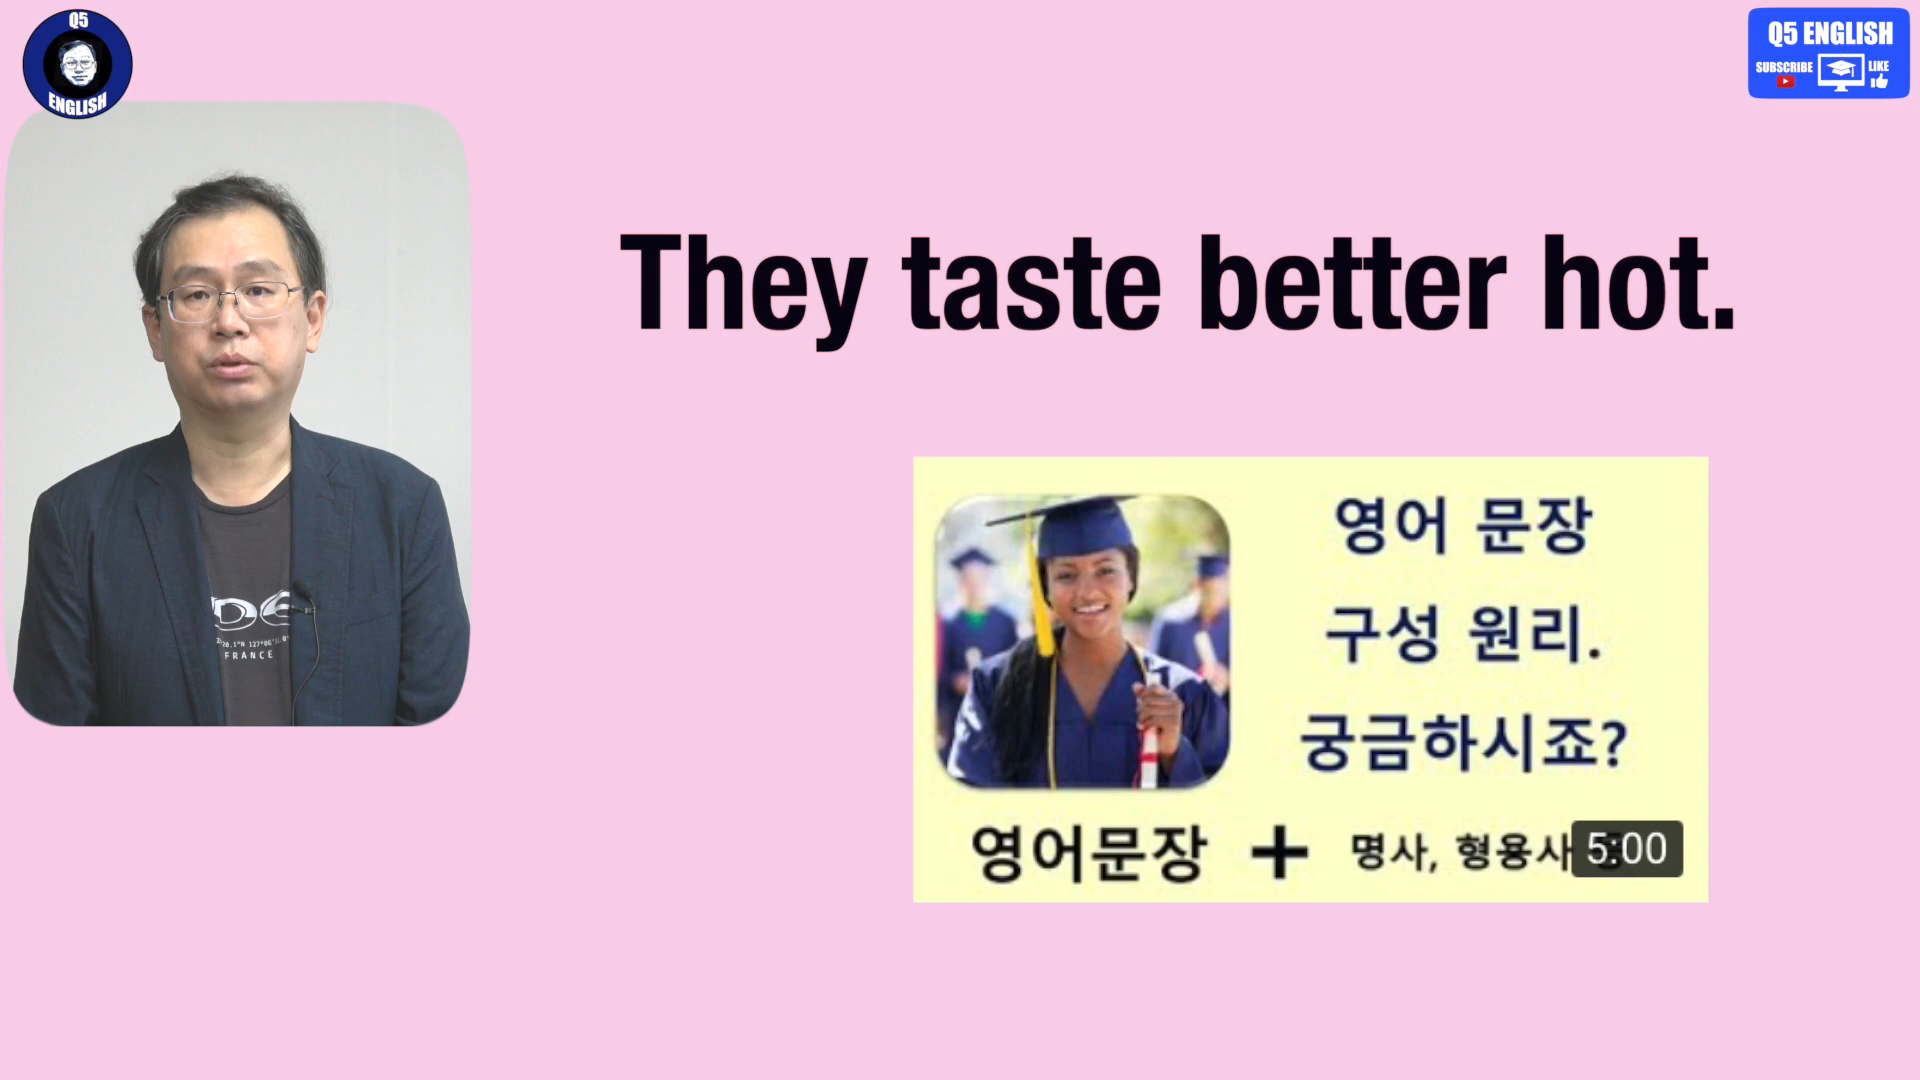 Q5
ENGLISH
Q5 ENGLISH
SUBSCRIBE
LIKE
They taste better hot.
영어 문장
구성 원리.
궁금하시죠?
영어문장 + 명사, 형용사
5:00
FRANCE